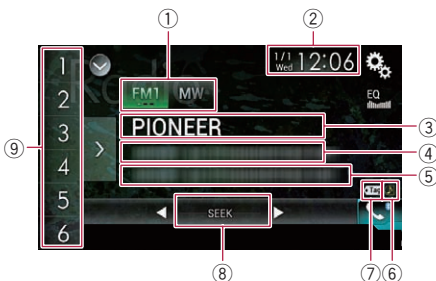 ① ②
1/1 Wed 12:06
1
2
3
4
5
6
Radio
FM1 MW
EQ
PIONEER
③
④
⑤
⑨
SEEK
⑧ ⑦ ⑥